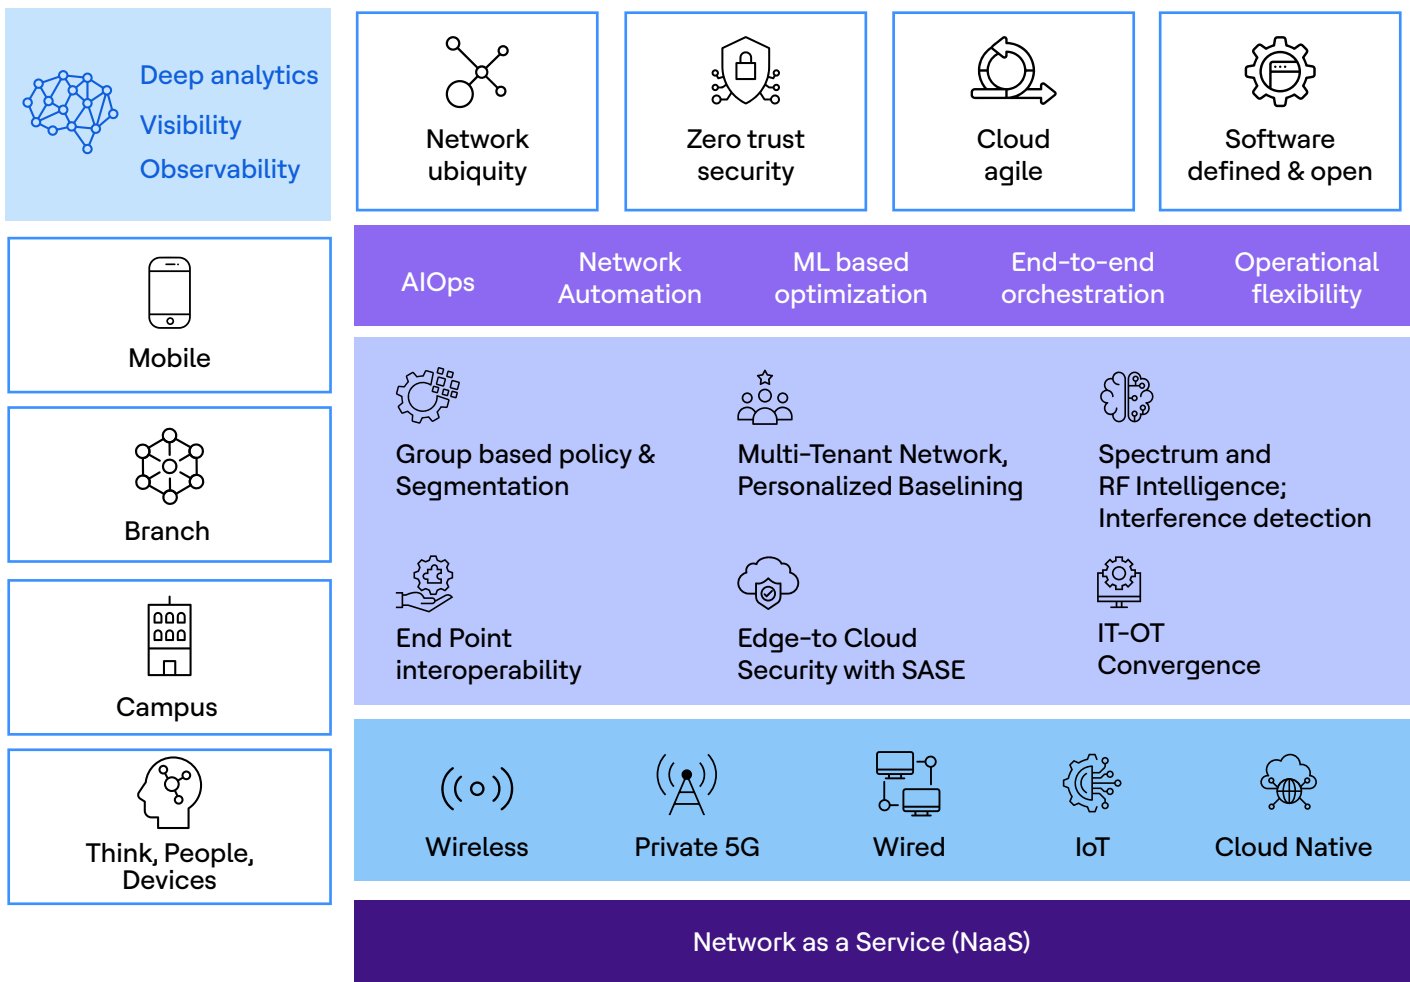 Deep analytics
Visibility
Observability
Network
ubiquity
Zero trust
security
Cloud
agile
Software
defined & open
Mobile
Branch
Campus
Think, People,
Devices
AIOps
Network
Automation
ML based
optimization
End-to-end
orchestration
Operational
flexibility
Group based policy &
Segmentation
Multi-Tenant Network,
Personalized Baselining
Spectrum and
RF Intelligence;
Interference detection
End Point
interoperability
Edge-to Cloud
Security with SASE
IT-OT
Convergence
Wireless
Private 5G
Wired
IoT
Cloud Native
Network as a Service (NaaS)